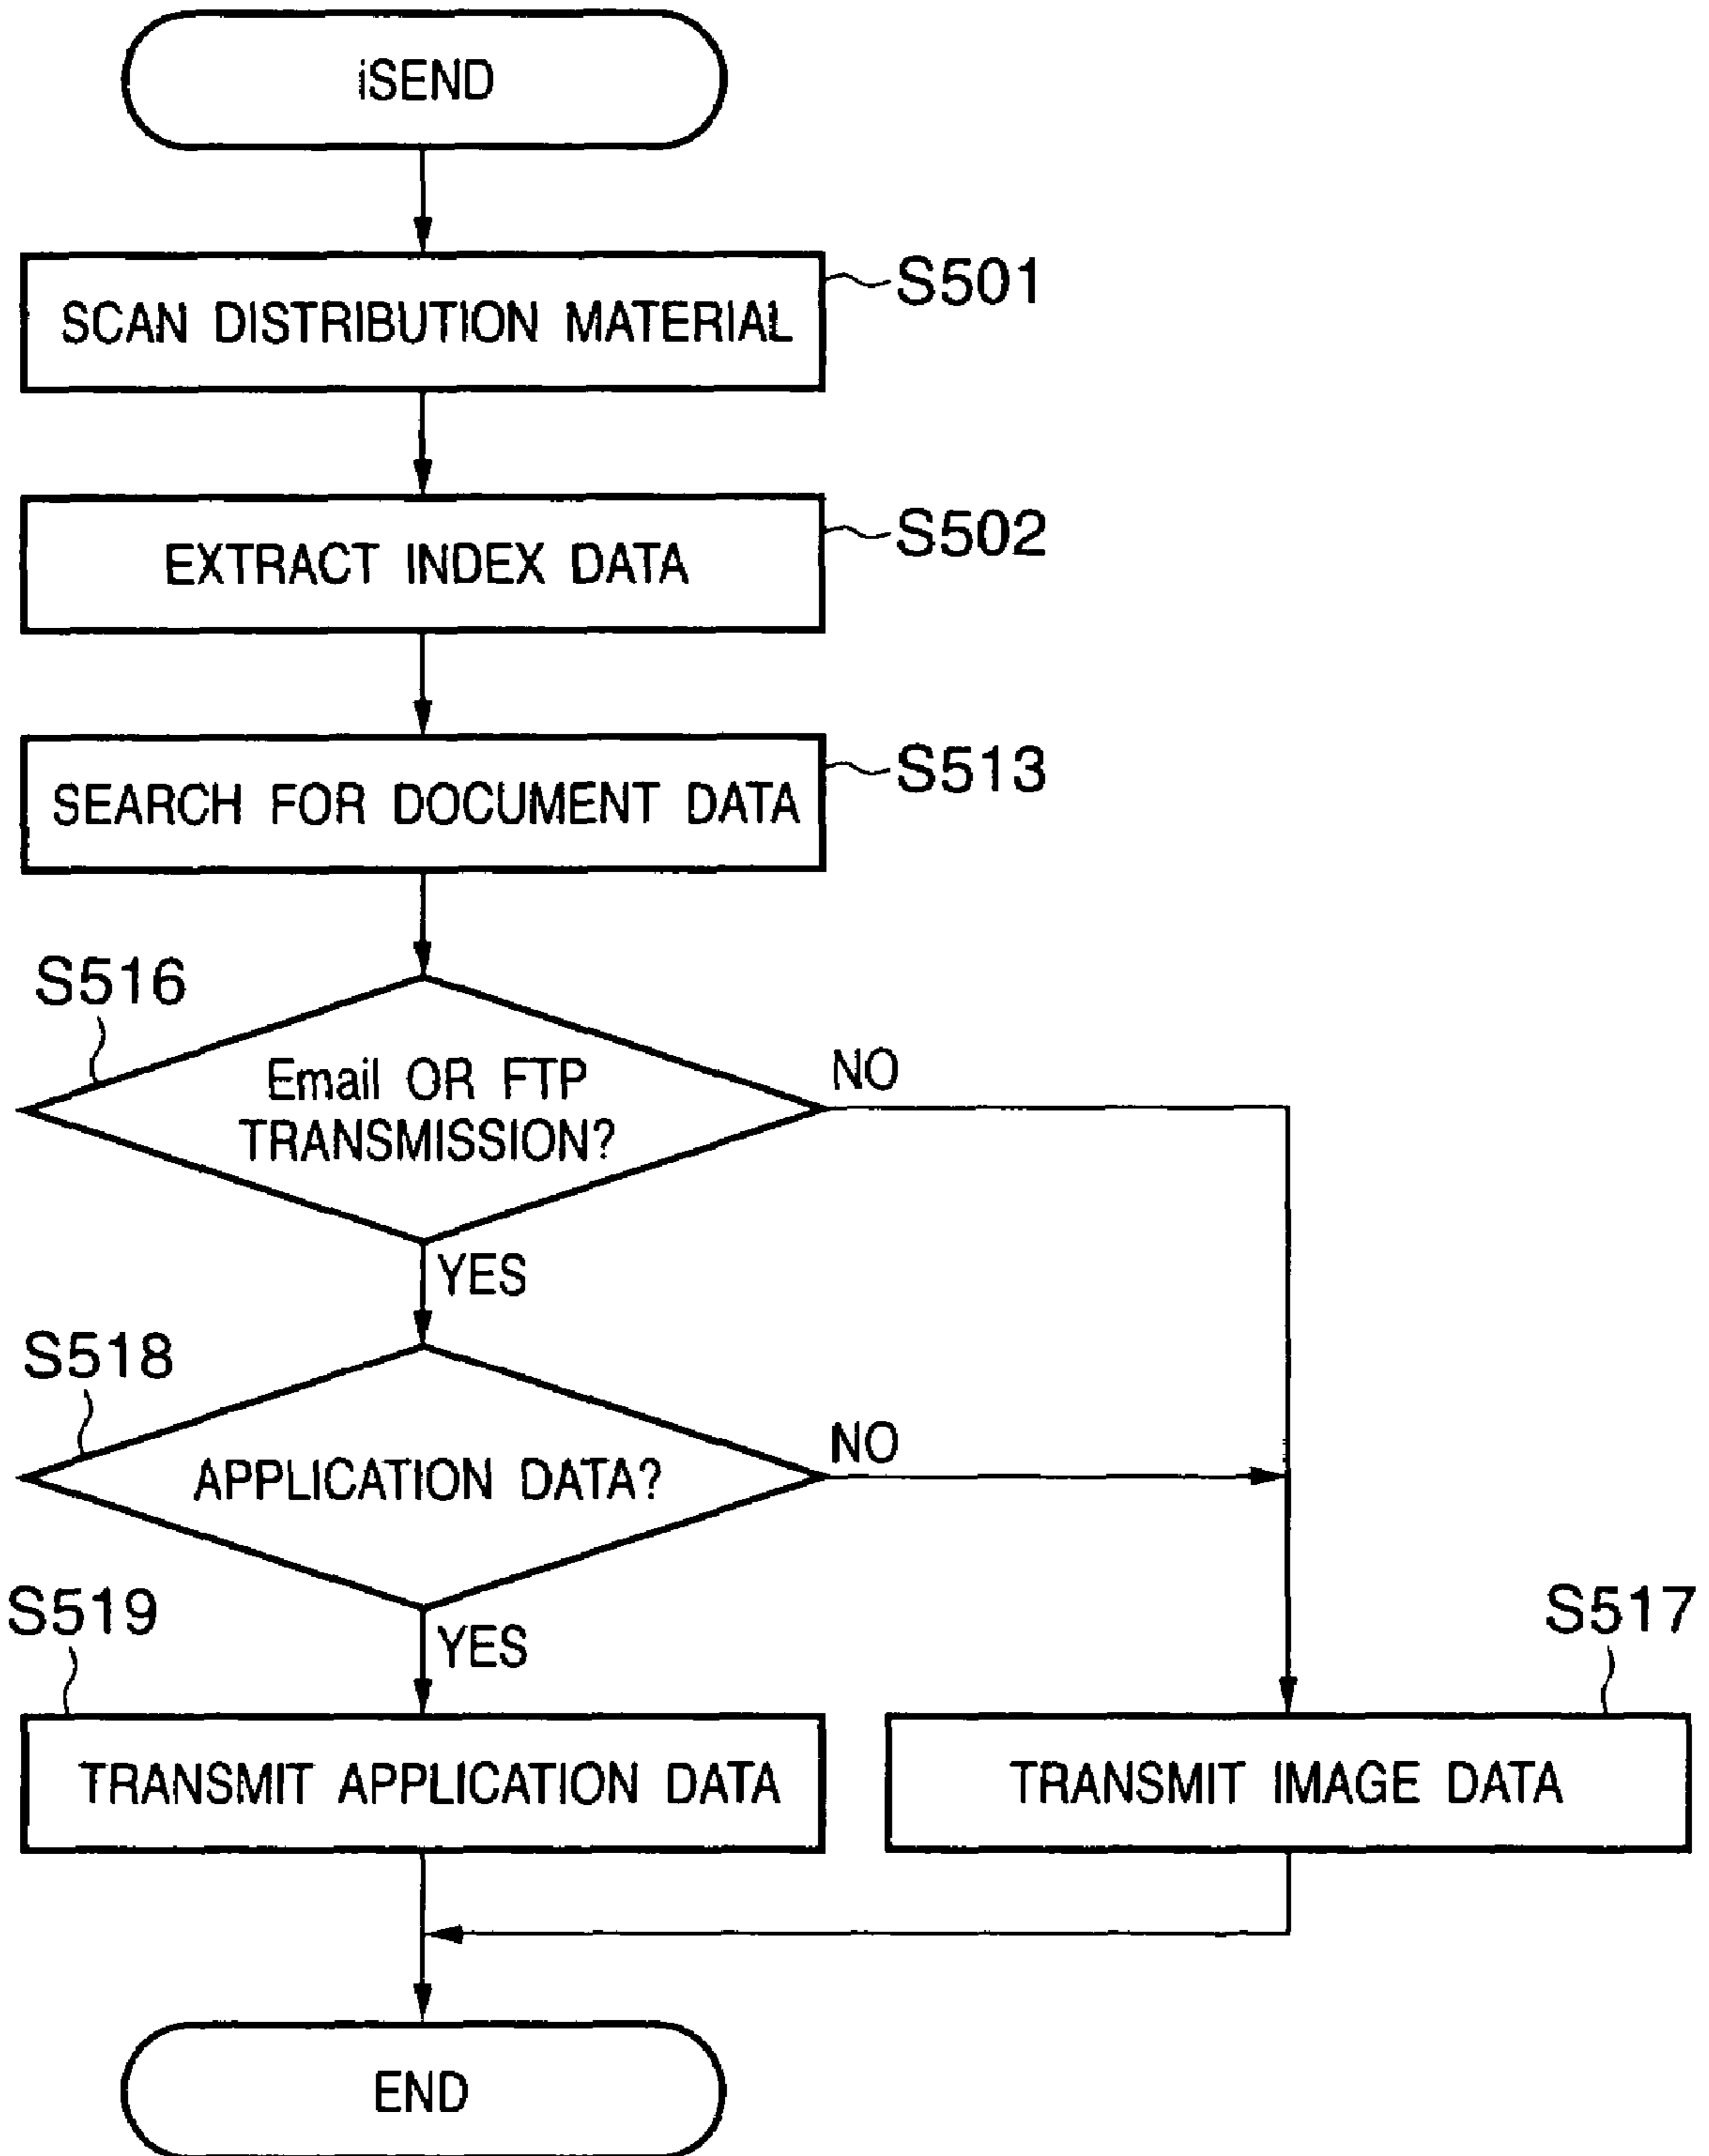 iSEND
SCAN DISTRIBUTION MATERIAL
S501
EXTRACT INDEX DATA
S502
SEARCH FOR DOCUMENT DATA
S513
S516
Email OR FTP
TRANSMISSION?
NO
YES
S518
APPLICATION DATA?
NO
YES
S519
TRANSMIT APPLICATION DATA
S517
TRANSMIT IMAGE DATA
END